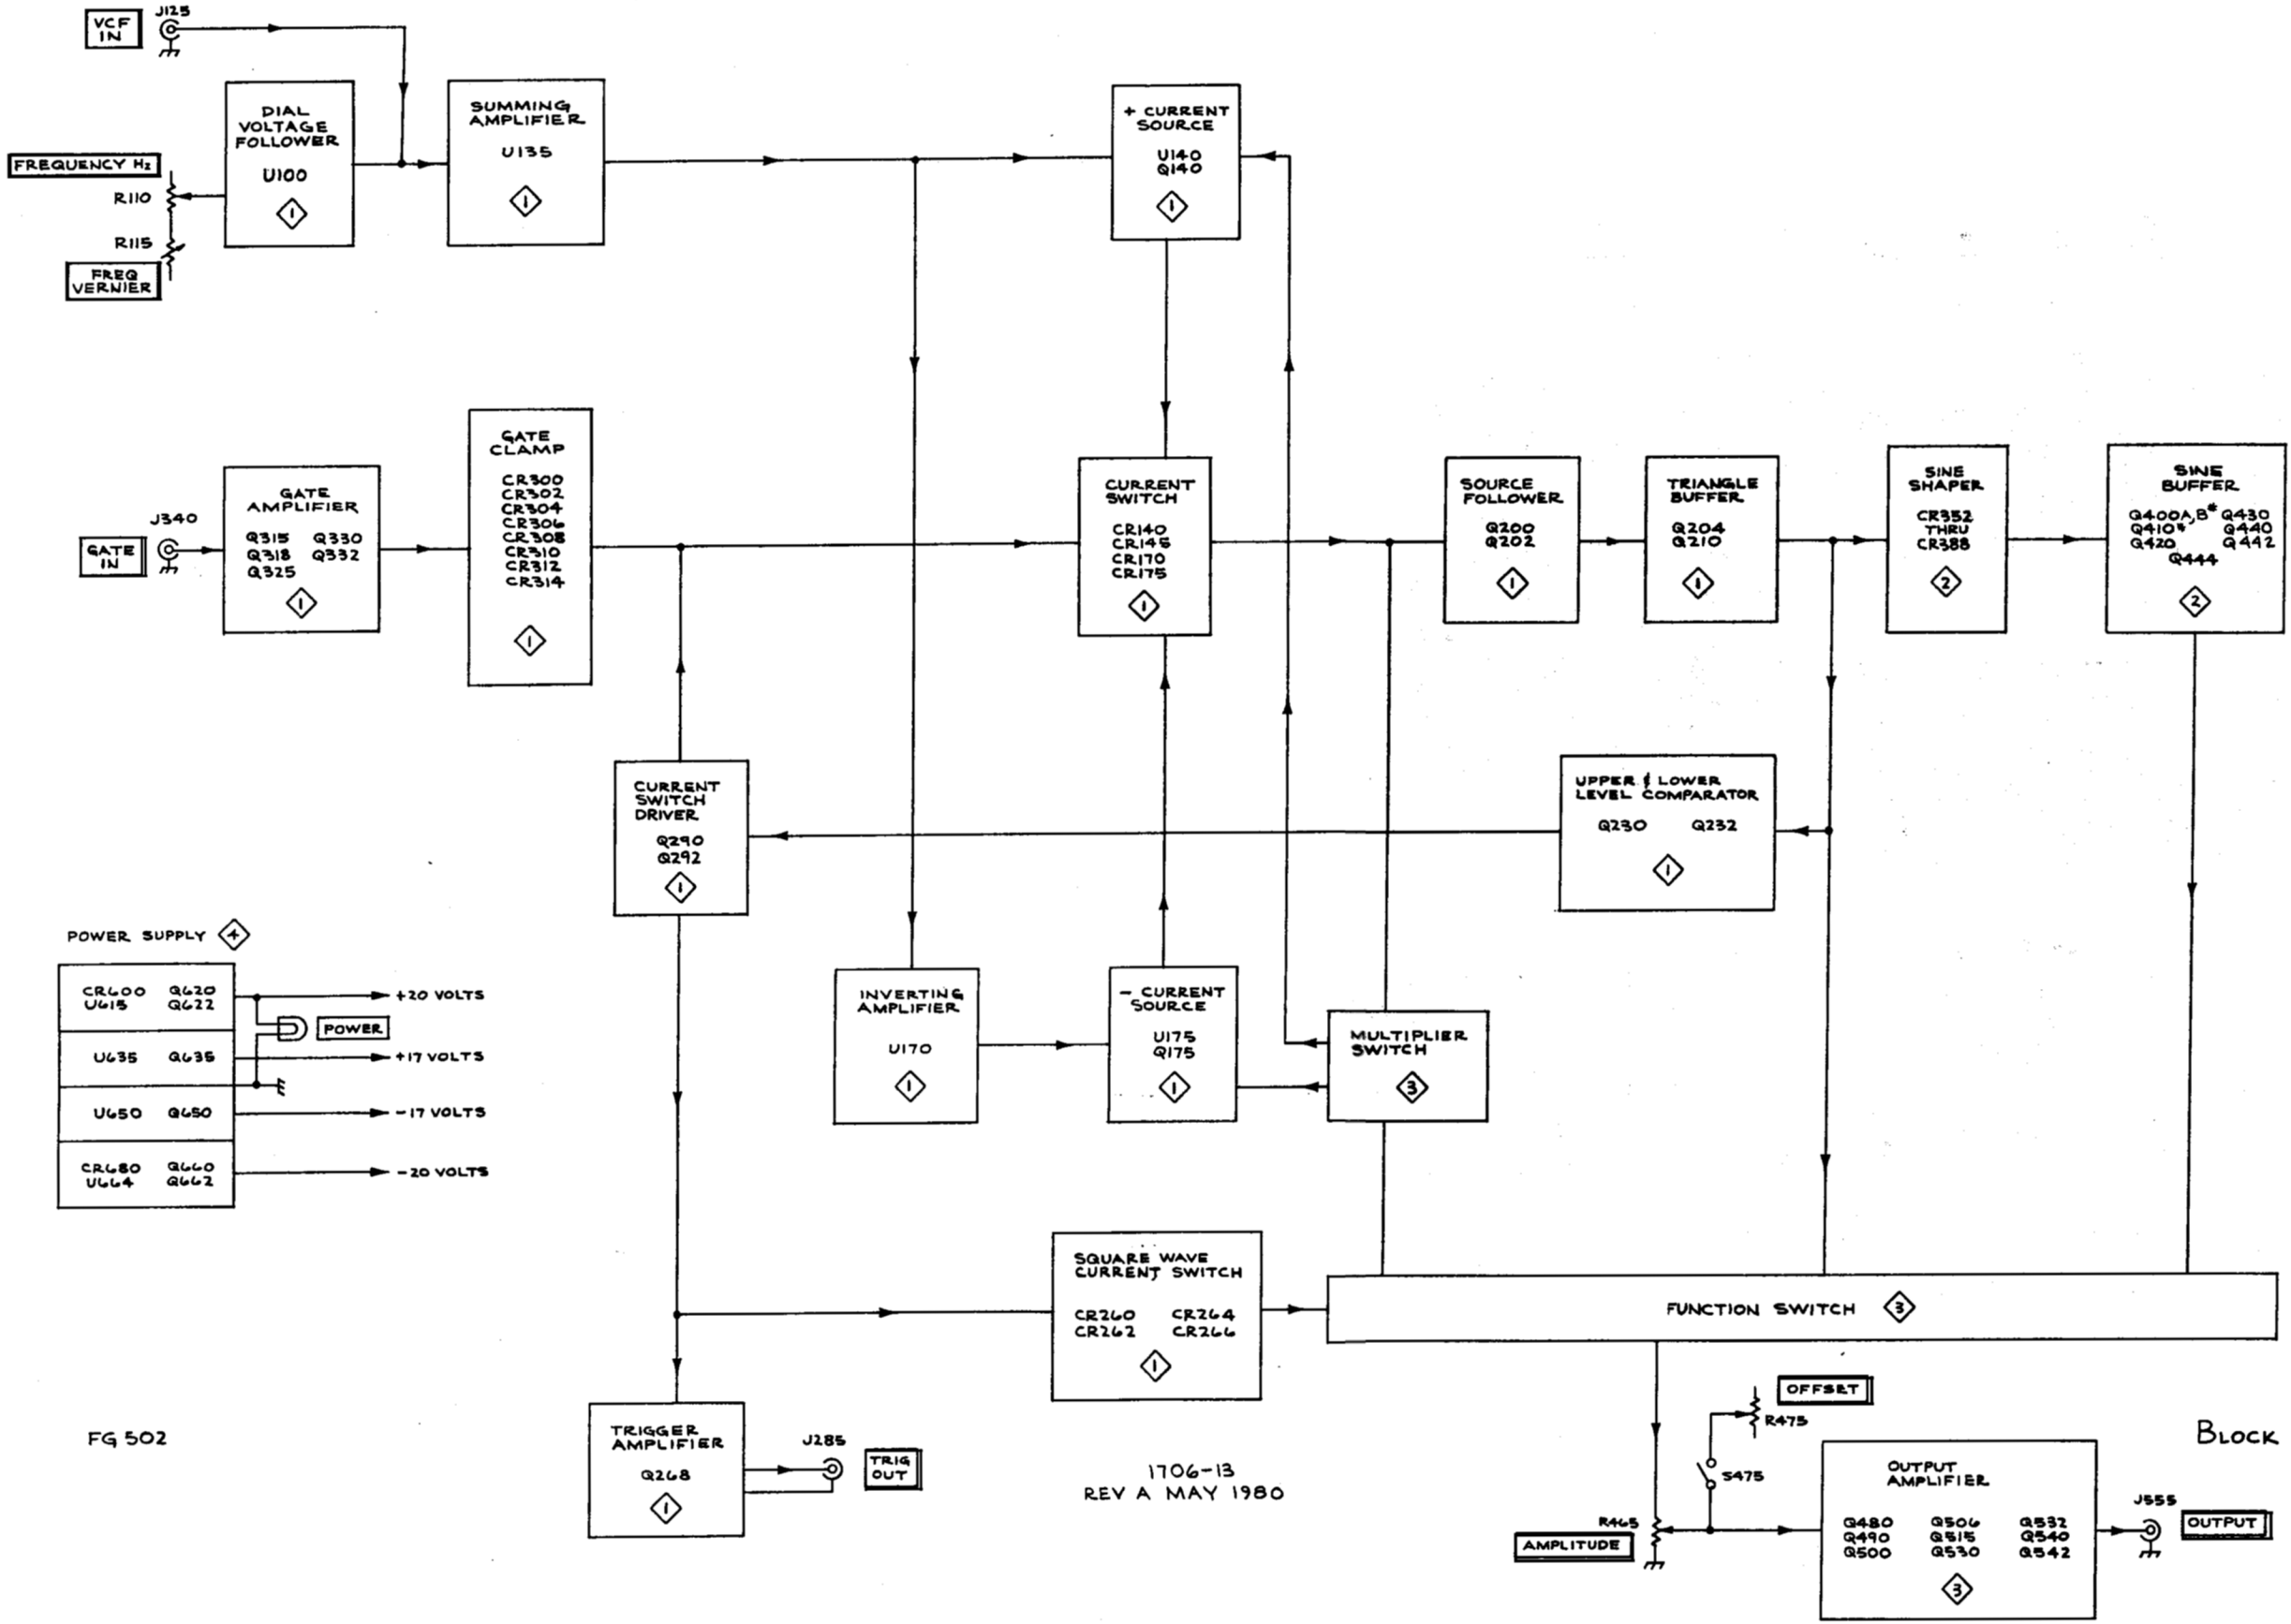 VCF
IN
J125
DIAL
VOLTAGE
FOLLOWER
U100
1
SUMMING
AMPLIFIER
U135
1
+ CURRENT
SOURCE
U140
Q140
1
FREQUENCY Hz
R110
R115
FREQ
VERNIER
GATE
IN
J340
GATE
AMPLIFIER
Q315 Q330
Q318 Q332
Q325
1
GATE
CLAMP
CR300
CR302
CR304
CR306
CR308
CR310
CR312
CR314
1
CURRENT
SWITCH
CR140
CR145
CR170
CR175
1
SOURCE
FOLLOWER
Q200
Q202
1
TRIANGLE
BUFFER
Q204
Q210
1
SINE
SHAPER
CR352
THRU
CR388
2
SINE
BUFFER
Q400A,B* Q430
Q410* Q440
Q420 Q442
Q444
2
CURRENT
SWITCH
DRIVER
Q290
Q292
1
UPPER & LOWER
LEVEL COMPARATOR
Q230 Q232
1
POWER SUPPLY 4
CR600 Q620
U615 Q622
+20 VOLTS
POWER
U635 Q635
+17 VOLTS
U650 Q650
-17 VOLTS
CR680 Q660
U664 Q662
-20 VOLTS
INVERTING
AMPLIFIER
U170
1
- CURRENT
SOURCE
U175
Q175
1
MULTIPLIER
SWITCH
3
SQUARE WAVE
CURRENT SWITCH
CR260 CR264
CR262 CR266
1
FUNCTION SWITCH 3
TRIGGER
AMPLIFIER
Q268
1
J285
TRIG
OUT
OFFSET
R475
S475
R465
AMPLITUDE
OUTPUT
AMPLIFIER
Q480 Q506 Q532
Q490 Q515 Q540
Q500 Q530 Q542
3
J555
OUTPUT
FG 502
1706-13
REV A MAY 1980
BLOCK